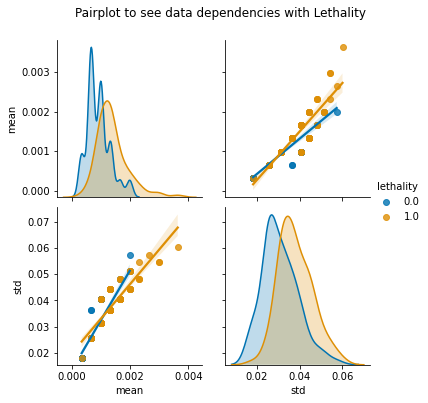 Pairplot to see data dependencies with Lethality
0.003
0.002
0.001
0.000
mean
lethality
0.0
1.0
0.07
0.06
0.05
0.04
0.03
0.02
std
0.000 0.002 0.004
mean
0.02 0.04 0.06
std